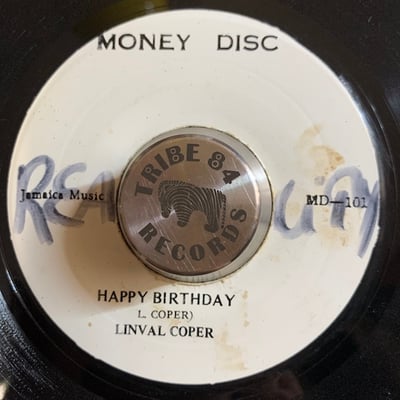 MONEY DISC
TRIBE 84
RECORDS
Jamaica Music
MD-101
HAPPY BIRTHDAY
L. COPER)
LINVAL COPER